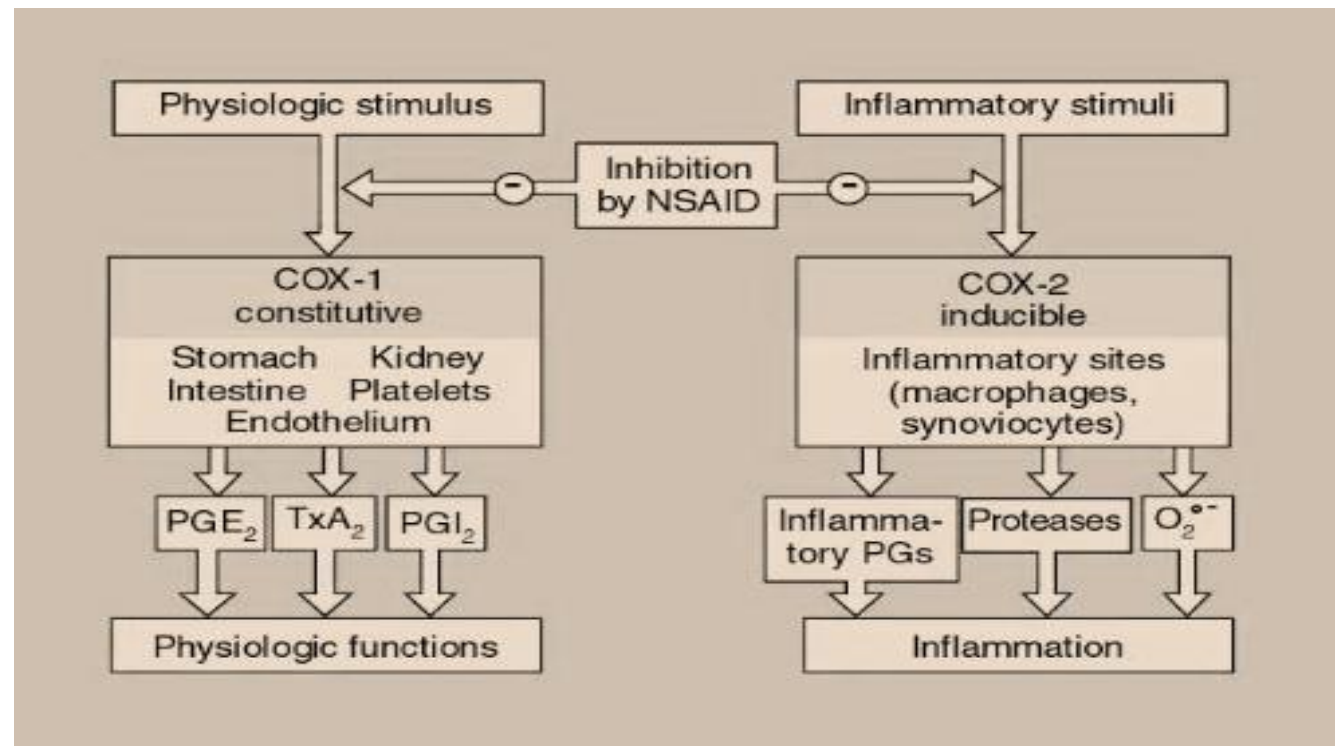 Physiologic stimulus
Inflammatory stimuli
Inhibition
by NSAID
-
-
COX-1
constitutive
Stomach Kidney
Intestine Platelets
Endothelium
COX-2
inducible
Inflammatory sites
(macrophages,
synoviocytes)
PGE₂
TxA₂
PGI₂
Inflamma-
tory PGs
Proteases
O₂°•-
Physiologic functions
Inflammation